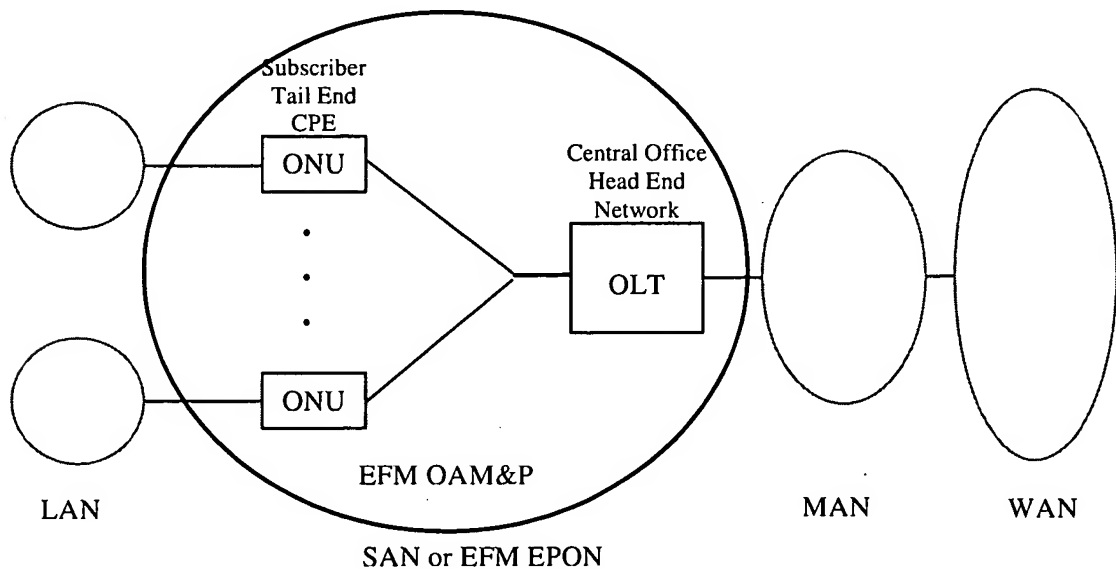 Subscriber
Tail End
CPE
ONU
Central Office
Head End
Network
OLT
ONU
EFM OAM&P
LAN
MAN
WAN
SAN or EFM EPON